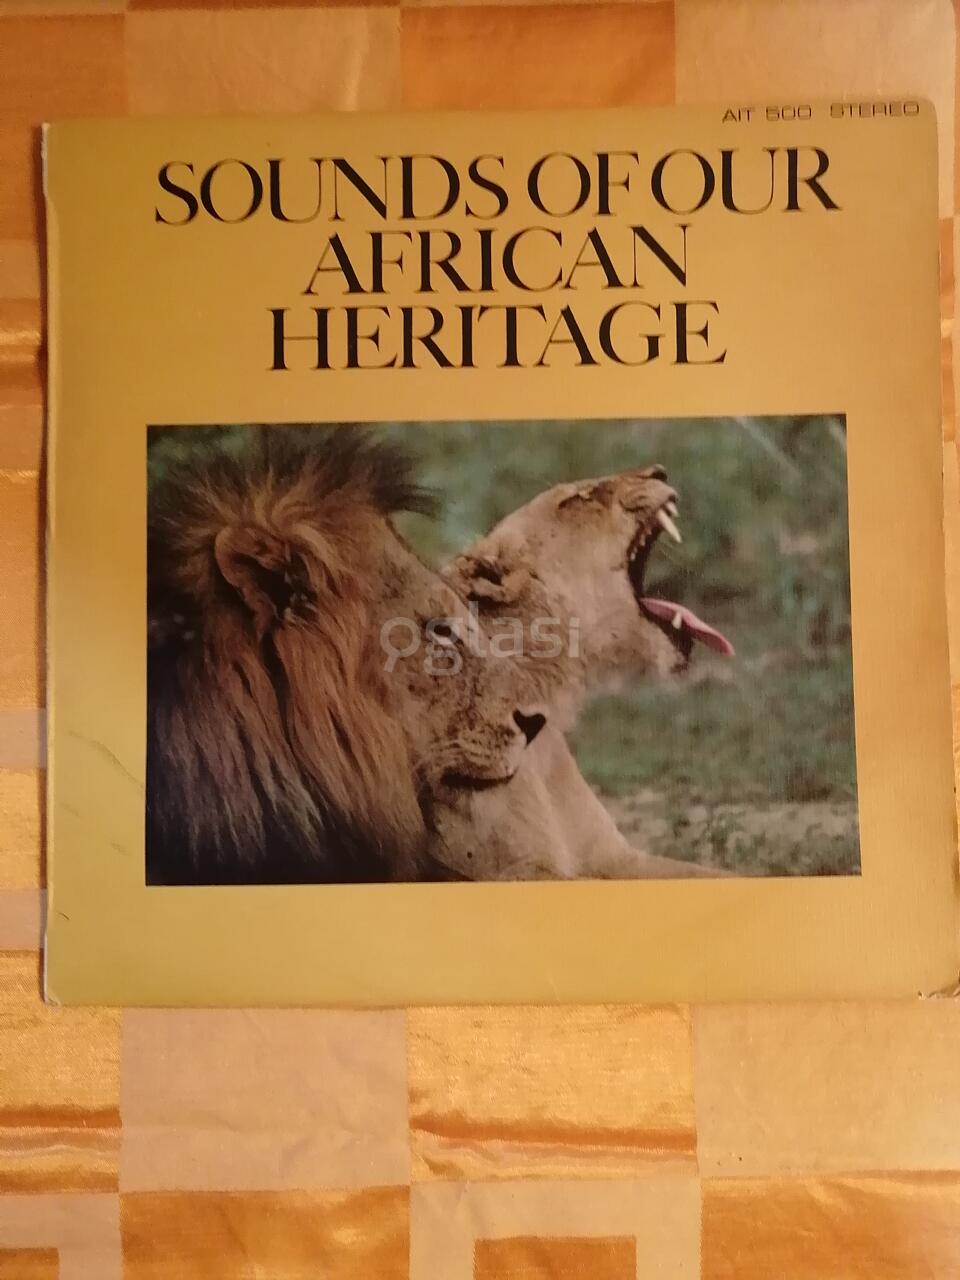 AIT 500 STEREO
SOUNDS OF OUR
AFRICAN
HERITAGE
oglasi